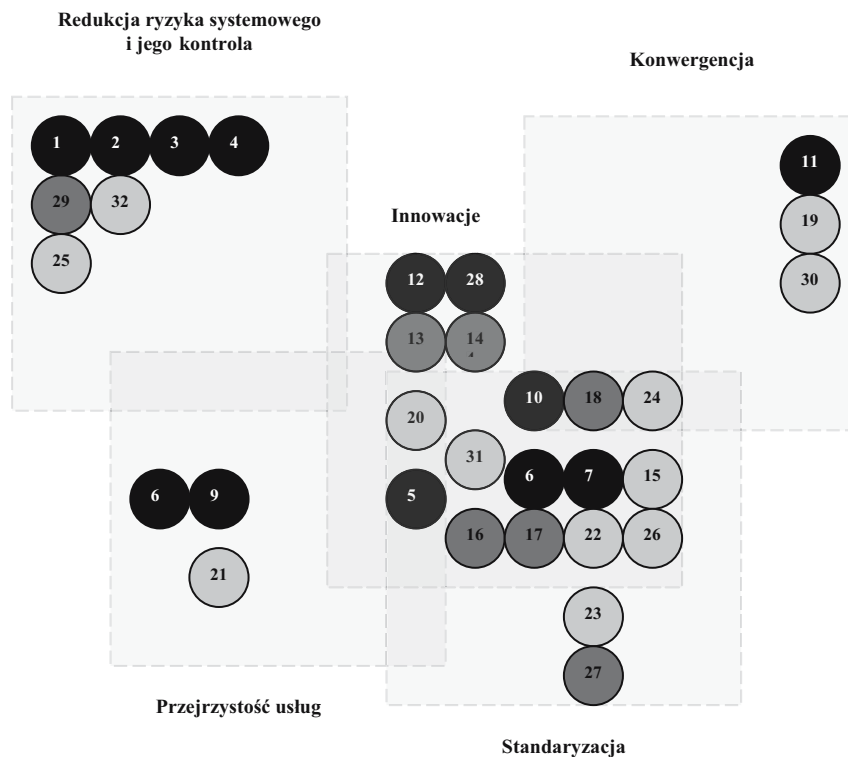 Redukcja ryzyka systemowego
i jego kontrola
Konwergencja
1 2 3 4
11
29 32
19
Innowacje
25
12 28
30
13 14
20
10 18 24
31
6 7 15
6 9
5
16 17 22 26
21
23
27
Przejrzystość usług
Standaryzacja